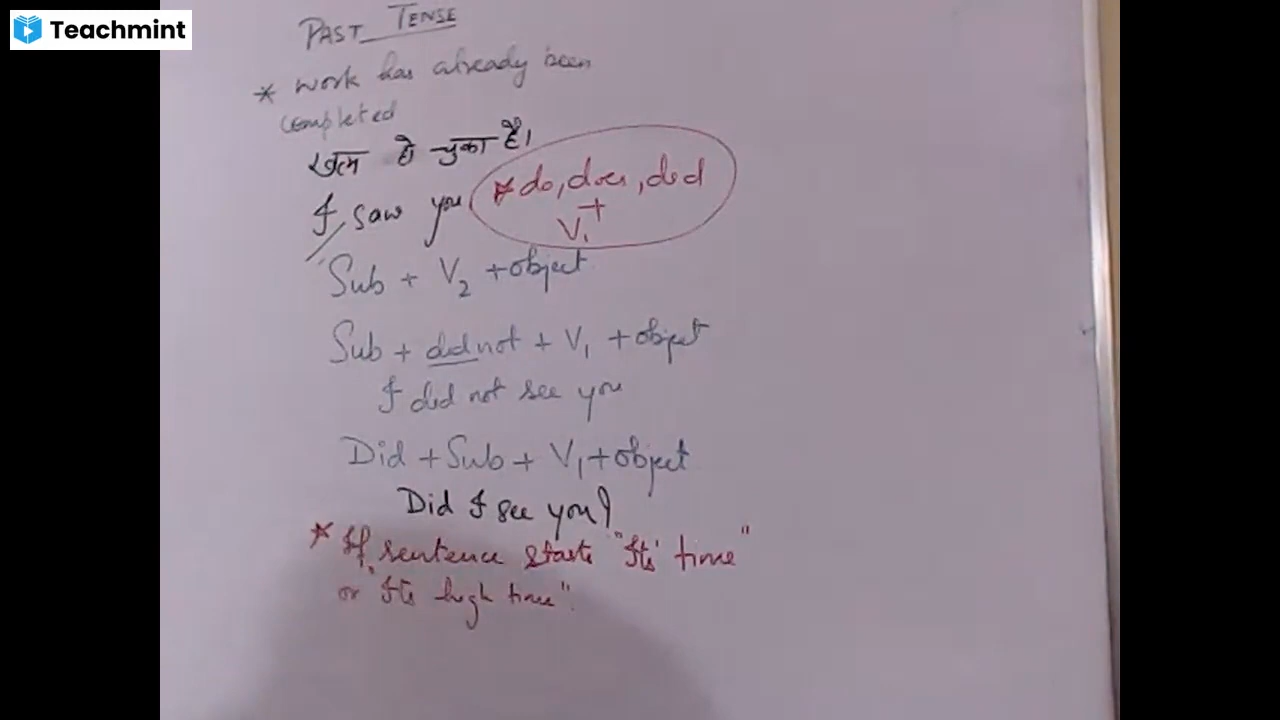 Teachmint
PAST TENSE
* work has already been
completed
खत्म हो चुका है।
I saw you
* do, does, did
+
V₁
Sub + V₂ + object
Sub + did not + V₁ + object
I did not see you
Did + Sub + V₁ + object
Did I see you?
* If sentence starts "Its' time"
or "Its high time".